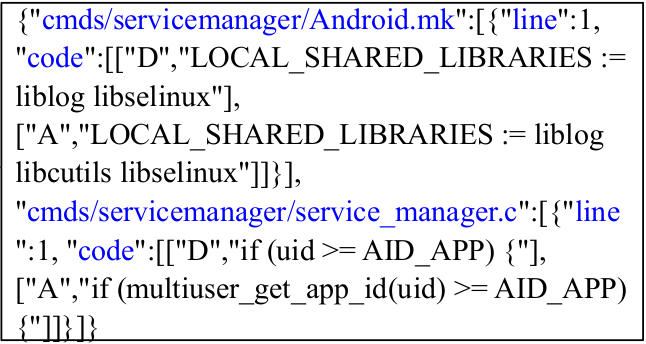 {"cmds/servicemanager/Android.mk":[{"line":1,
"code":[["D","LOCAL_SHARED_LIBRARIES :=
liblog libselinux"],
["A","LOCAL_SHARED_LIBRARIES := liblog
libcutils libselinux"]]}],
"cmds/servicemanager/service_manager.c":[{"line
":1, "code":[["D","if (uid >= AID_APP) {"],
["A","if (multiuser_get_app_id(uid) >= AID_APP)
{"]]}]}